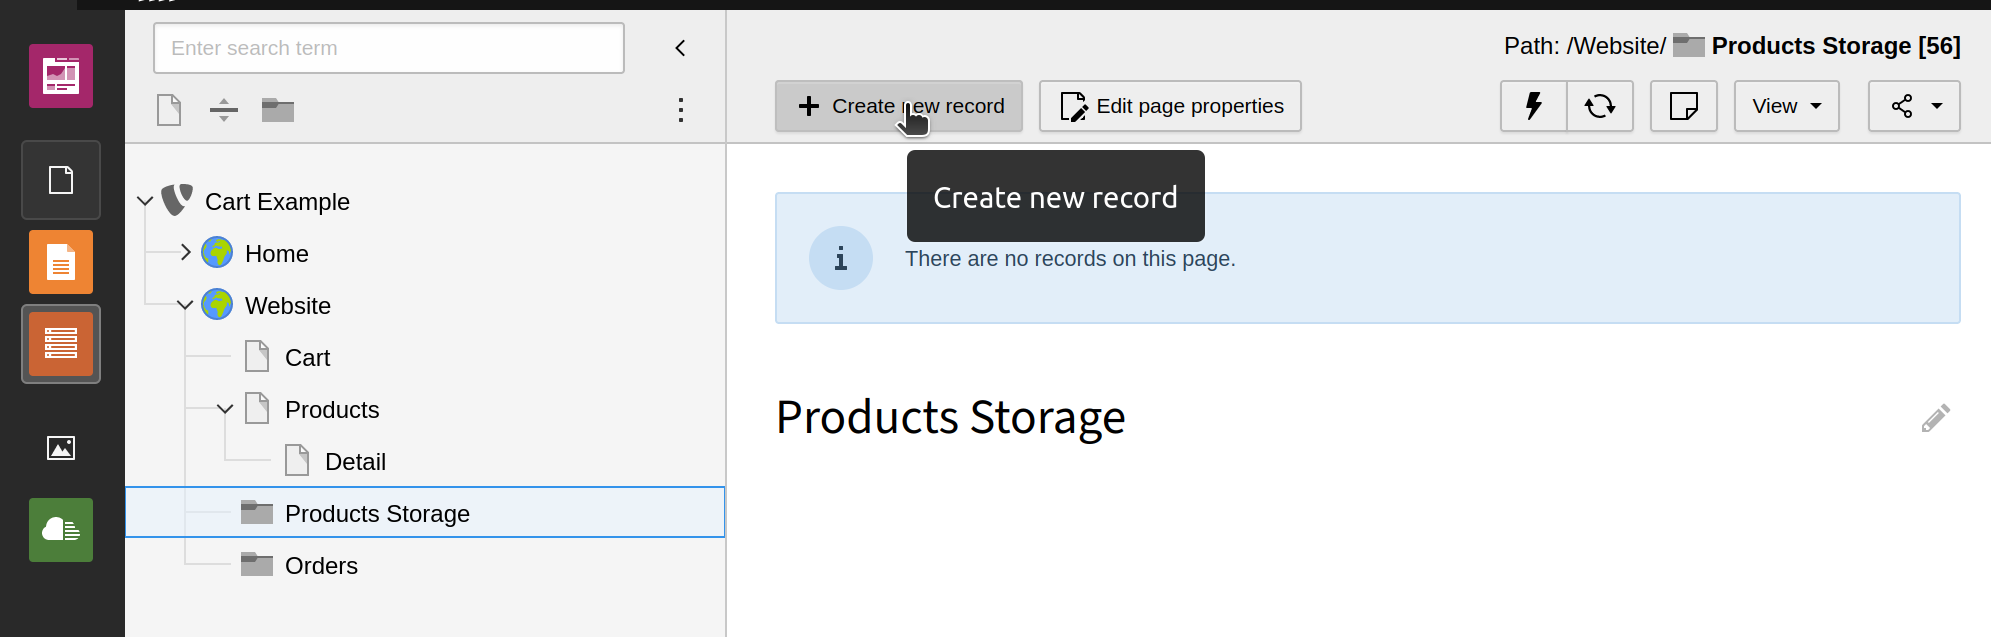 Enter search term
Cart Example
Home
Website
Cart
Products
Detail
Products Storage
Orders
Path: /Website/ Products Storage [56]
Create new record
Edit page properties
View
Create new record
There are no records on this page.
Products Storage